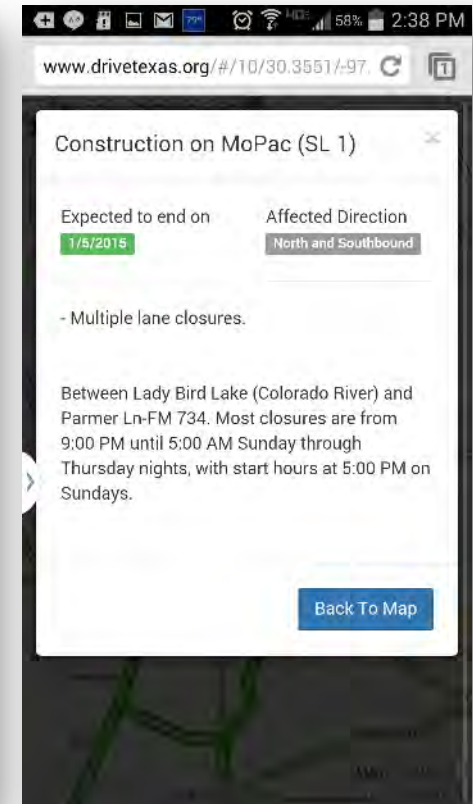 79°
58% 2:38 PM
www.drivetexas.org/#/10/30.3551/-97.
1
Construction on MoPac (SL 1) ×
Expected to end on Affected Direction
1/5/2015 North and Southbound
- Multiple lane closures.
Between Lady Bird Lake (Colorado River) and
Parmer Ln-FM 734. Most closures are from
9:00 PM until 5:00 AM Sunday through
Thursday nights, with start hours at 5:00 PM on
Sundays.
Back To Map